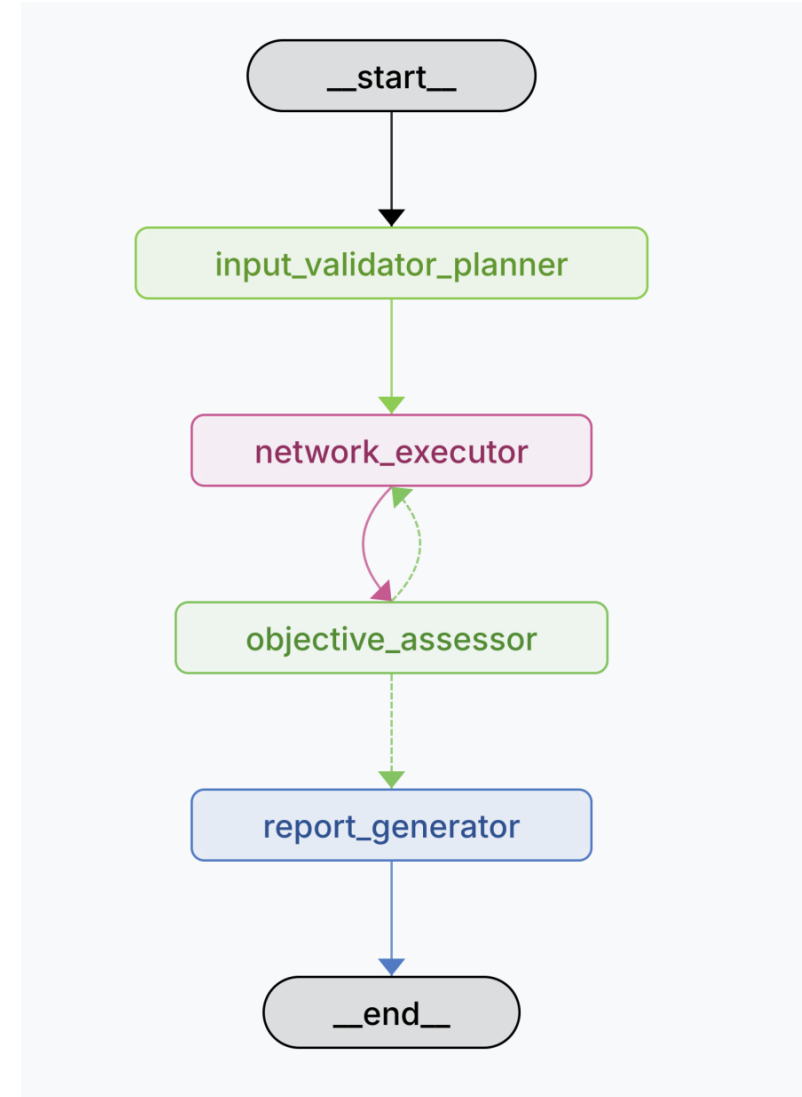 __start__
input_validator_planner
network_executor
objective_assessor
report_generator
__end__